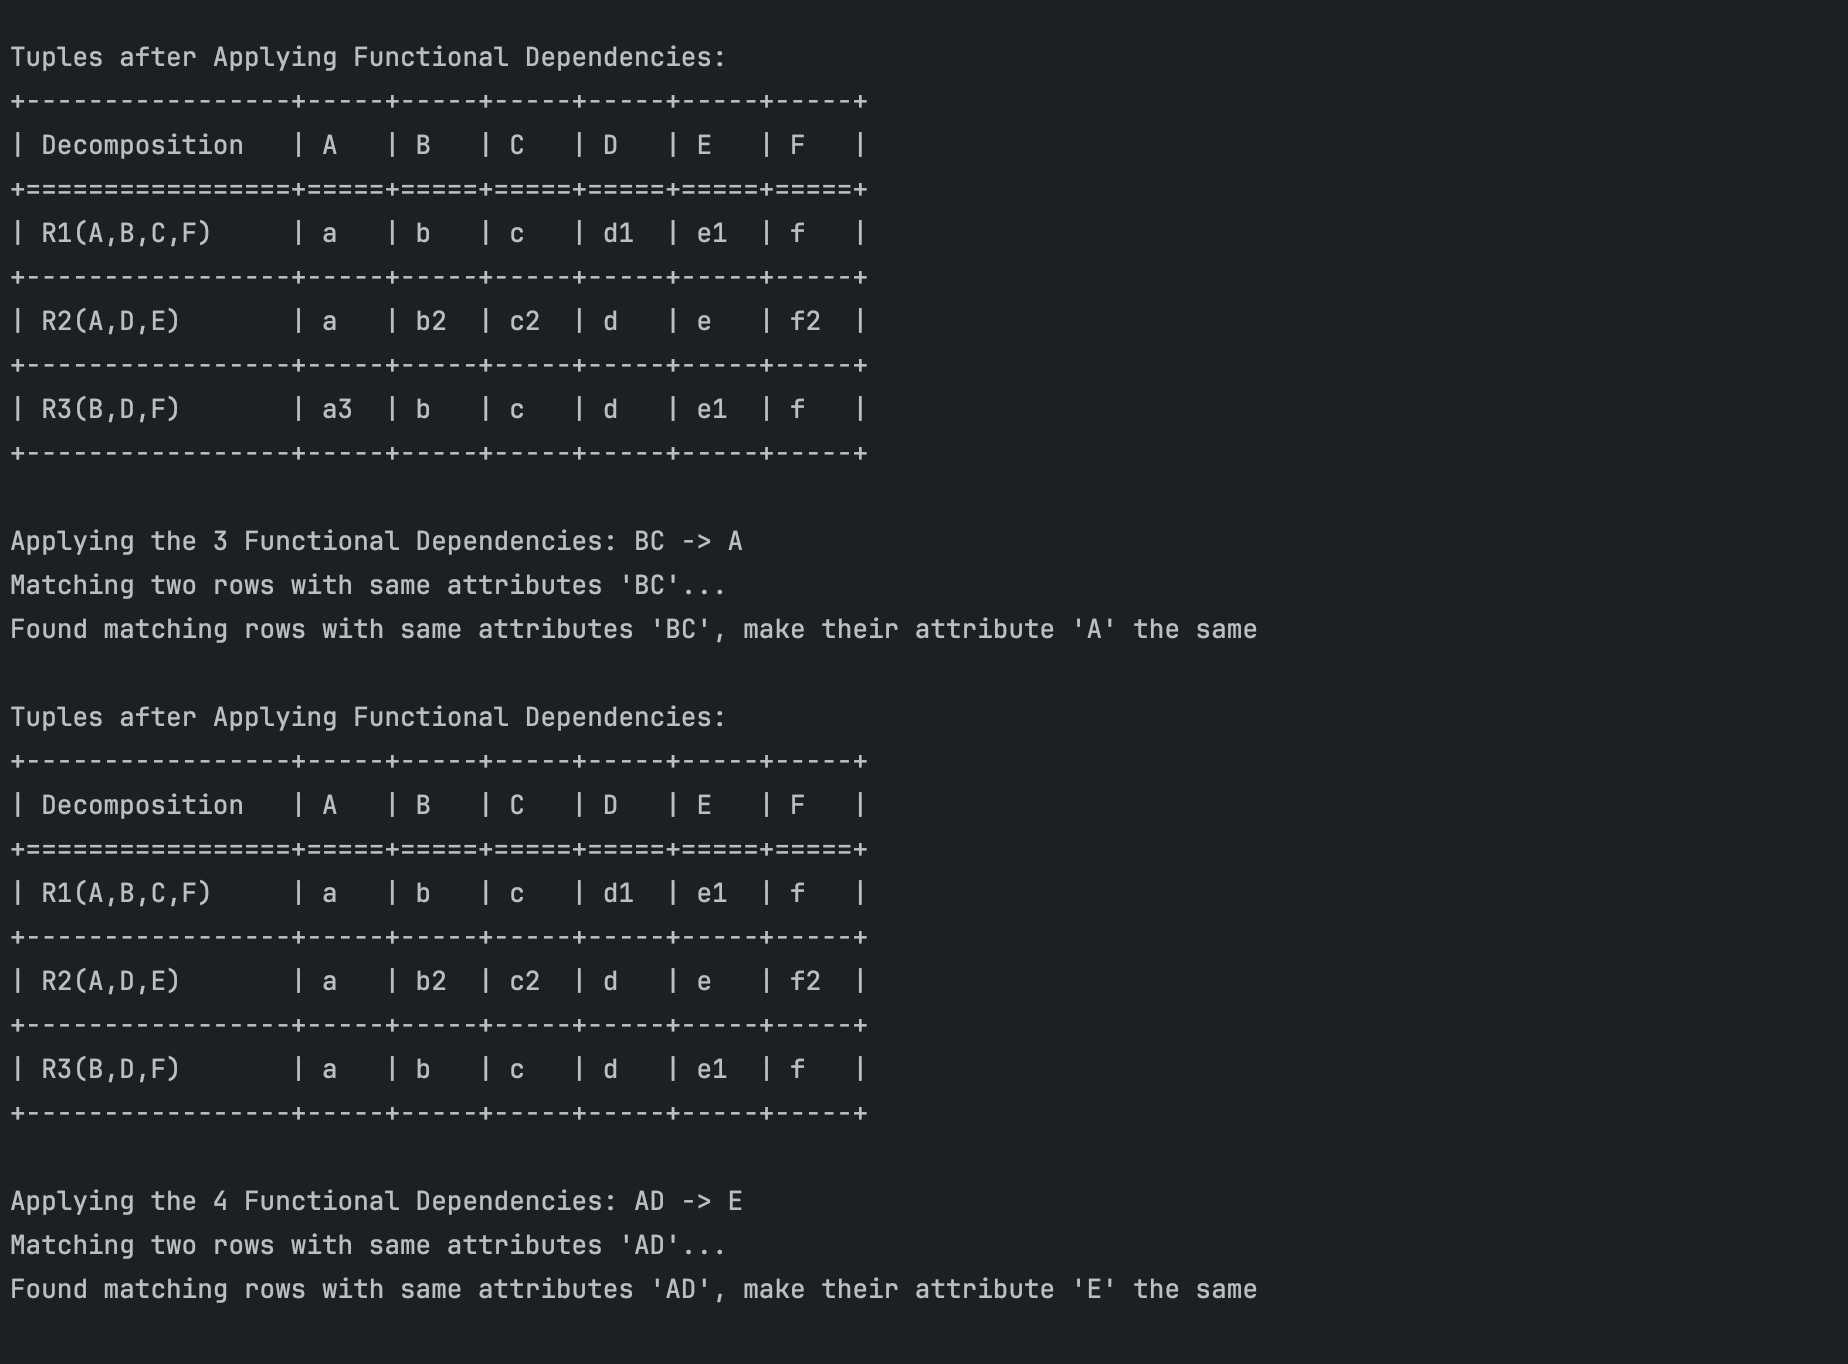 Tuples after Applying Functional Dependencies:
+-----------------+-----+-----+-----+-----+-----+-----+
| Decomposition   | A   | B   | C   | D   | E   | F   |
+=================+=====+=====+=====+=====+=====+=====+
| R1(A,B,C,F)     | a   | b   | c   | d1  | e1  | f   |
+-----------------+-----+-----+-----+-----+-----+-----+
| R2(A,D,E)       | a   | b2  | c2  | d   | e   | f2  |
+-----------------+-----+-----+-----+-----+-----+-----+
| R3(B,D,F)       | a3  | b   | c   | d   | e1  | f   |
+-----------------+-----+-----+-----+-----+-----+-----+
Applying the 3 Functional Dependencies: BC -> A
Matching two rows with same attributes 'BC'...
Found matching rows with same attributes 'BC', make their attribute 'A' the same
Tuples after Applying Functional Dependencies:
+-----------------+-----+-----+-----+-----+-----+-----+
| Decomposition   | A   | B   | C   | D   | E   | F   |
+=================+=====+=====+=====+=====+=====+=====+
| R1(A,B,C,F)     | a   | b   | c   | d1  | e1  | f   |
+-----------------+-----+-----+-----+-----+-----+-----+
| R2(A,D,E)       | a   | b2  | c2  | d   | e   | f2  |
+-----------------+-----+-----+-----+-----+-----+-----+
| R3(B,D,F)       | a   | b   | c   | d   | e1  | f   |
+-----------------+-----+-----+-----+-----+-----+-----+
Applying the 4 Functional Dependencies: AD -> E
Matching two rows with same attributes 'AD'...
Found matching rows with same attributes 'AD', make their attribute 'E' the same